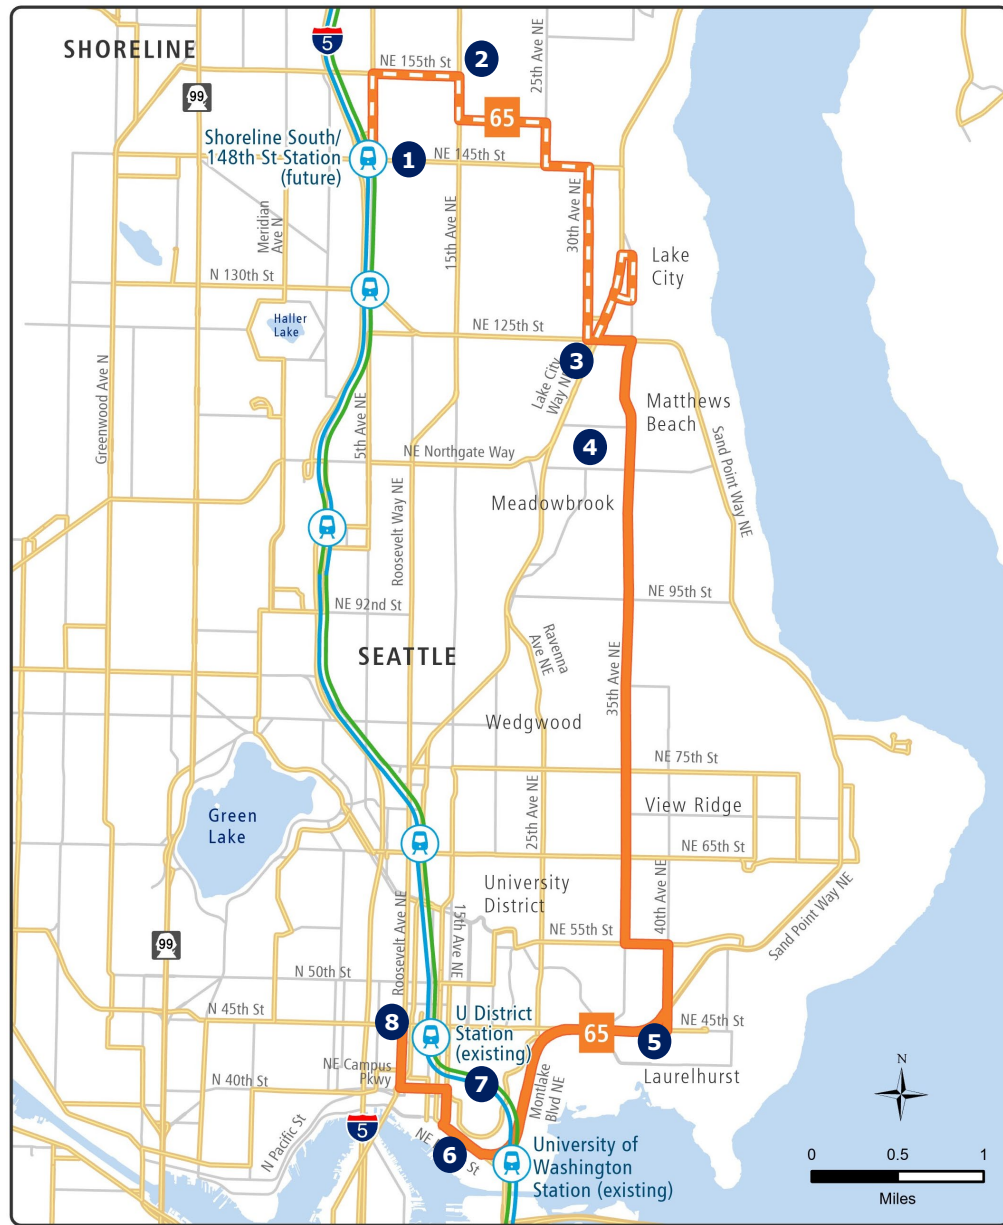 SHORELINE
5
NE 155th St
2
25th Ave NE
99
65
Shoreline South/
148th St Station
(future)
1
NE 145th St
Meridian
Ave N
15th Ave NE
30th Ave NE
Lake
City
N 130th St
Haller
Lake
NE 125th St
3
Lake City
Way NE
Greenwood Ave N
5th Ave NE
Matthews
Beach
4
NE Northgate Way
Sand Point Way NE
Roosevelt Way NE
Meadowbrook
NE 92nd St
NE 95th St
Ravenna
Ave NE
SEATTLE
35th Ave NE
Wedgwood
NE 75th St
25th Ave NE
View Ridge
Green
Lake
NE 65th St
40th Ave NE
University
District
Roosevelt Ave NE
15th Ave NE
NE 55th St
Sand Point Way NE
99
N 50th St
N 45th St
8
U District
Station
(existing)
65
5
NE 45th St
NE Campus
Pkwy
N 40th St
7
Montlake
Blvd NE
Laurelhurst
N
N Pacific St
5
NE
St
6
University of
Washington
Station (existing)
0
0.5
1
Miles